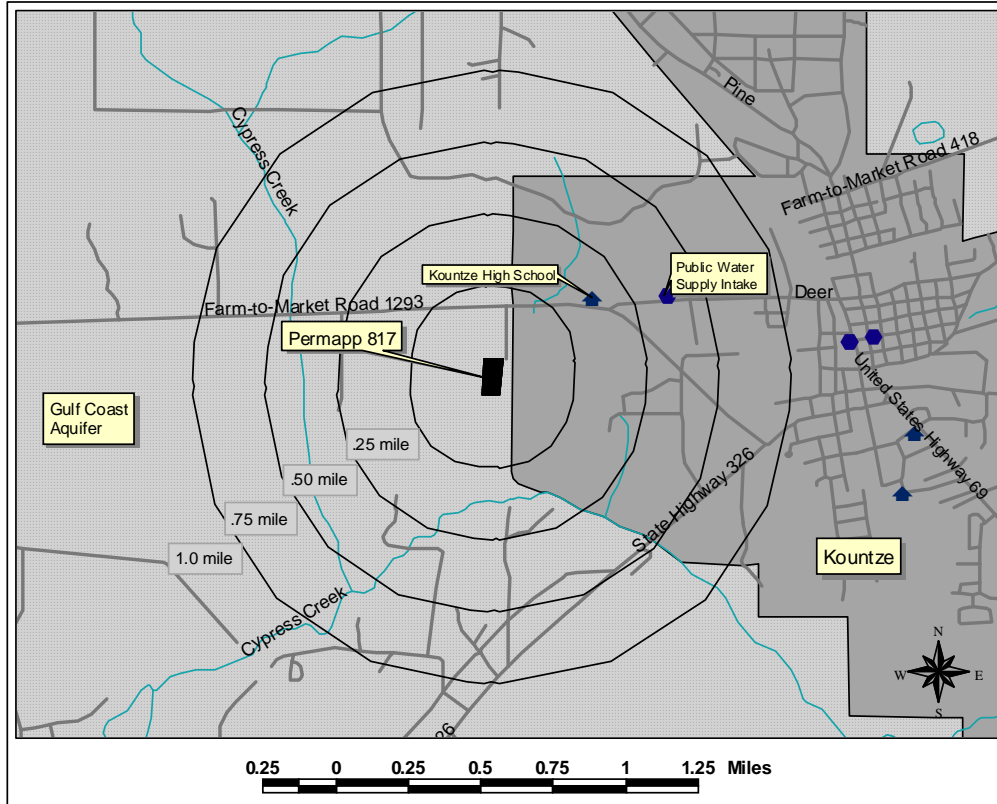 Pine
Farm-to-Market Road 418
Cypress
Creek
Kountze High School
Public Water
Supply Intake
Deer
Farm-to-Market Road 1293
Permapp 817
United States Highway 69
Gulf Coast
Aquifer
.25 mile
.50 mile
.75 mile
1.0 mile
State Highway 326
Kountze
Cypress Creek
N
W
E
S
0.25 0 0.25 0.5 0.75 1 1.25 Miles